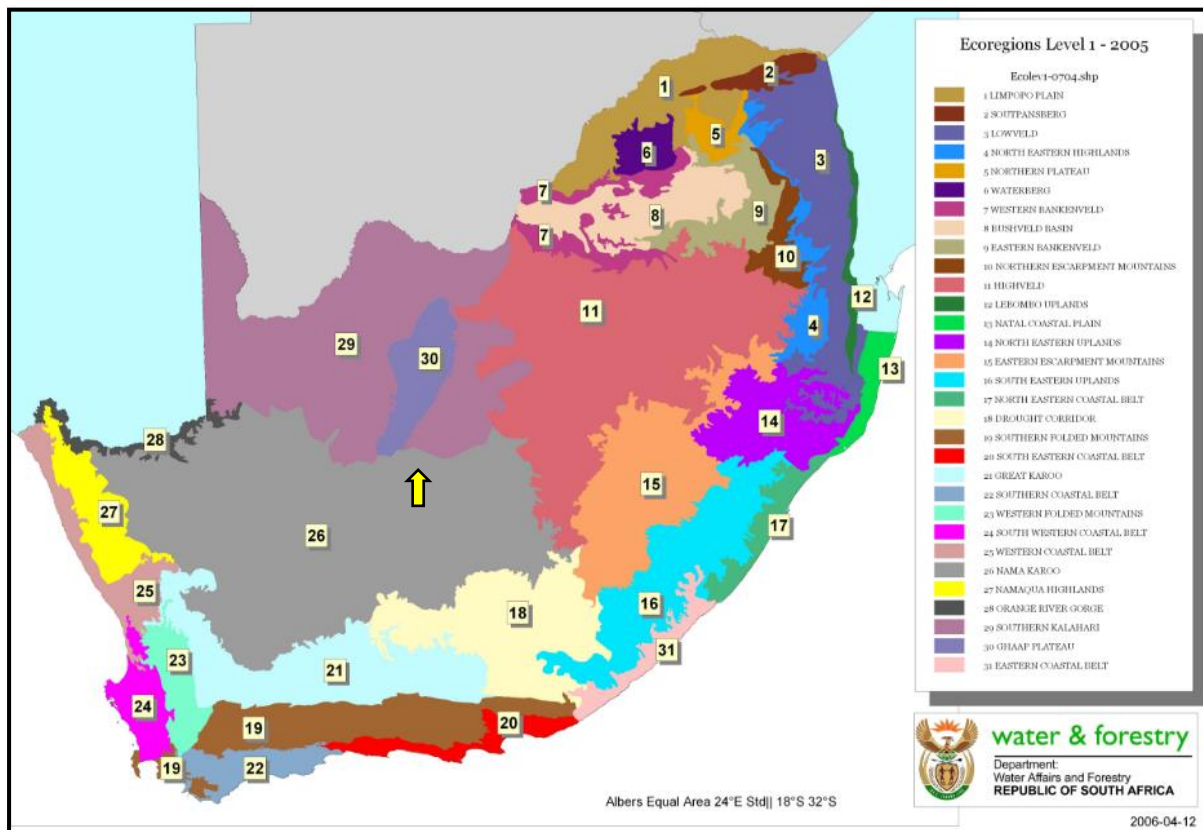 Ecoregions Level 1 - 2005
Ecolev1-0704.shp
1 LIMPOPO PLAIN
2 SOUTPANSBERG
3 LOWVELD
4 NORTH EASTERN HIGHLANDS
5 NORTHERN PLATEAU
6 WATERBERG
7 WESTERN BANKENVELD
8 BUSHVELD BASIN
9 EASTERN BANKENVELD
10 NORTHERN ESCARPMENT MOUNTAINS
11 HIGHVELD
12 LEBOMBO UPLANDS
13 NATAL COASTAL PLAIN
14 NORTH EASTERN UPLANDS
15 EASTERN ESCARPMENT MOUNTAINS
16 SOUTH EASTERN UPLANDS
17 NORTH EASTERN COASTAL BELT
18 DROUGHT CORRIDOR
19 SOUTHERN FOLDED MOUNTAINS
20 SOUTH EASTERN COASTAL BELT
21 GREAT KAROO
22 SOUTHERN COASTAL BELT
23 WESTERN FOLDED MOUNTAINS
24 SOUTH WESTERN COASTAL BELT
25 WESTERN COASTAL BELT
26 NAMA KAROO
27 NAMAQUA HIGHLANDS
28 ORANGE RIVER GORGE
29 SOUTHERN KALAHARI
30 GHAAP PLATEAU
31 EASTERN COASTAL BELT
2
1
5
6
3
7
8
9
7
10
12
11
4
29
30
13
14
28
15
27
17
26
25
18
16
31
23
21
24
20
19
19
22
water & forestry
Department:
Water Affairs and Forestry
REPUBLIC OF SOUTH AFRICA
Albers Equal Area 24°E Std|| 18°S 32°S
2006-04-12